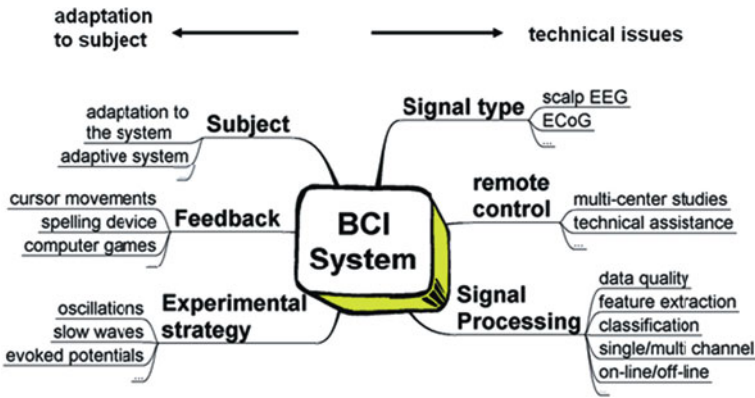 adaptation
to subject
technical issues
Subject
adaptation to
the system
adaptive system
Signal type
scalp EEG
ECoG
...
Feedback
cursor movements
spelling device
computer games
...
BCI
System
remote
control
multi-center studies
technical assistance
...
Experimental
strategy
oscillations
slow waves
evoked potentials
...
Signal
Processing
data quality
feature extraction
classification
single/multi channel
on-line/off-line
...